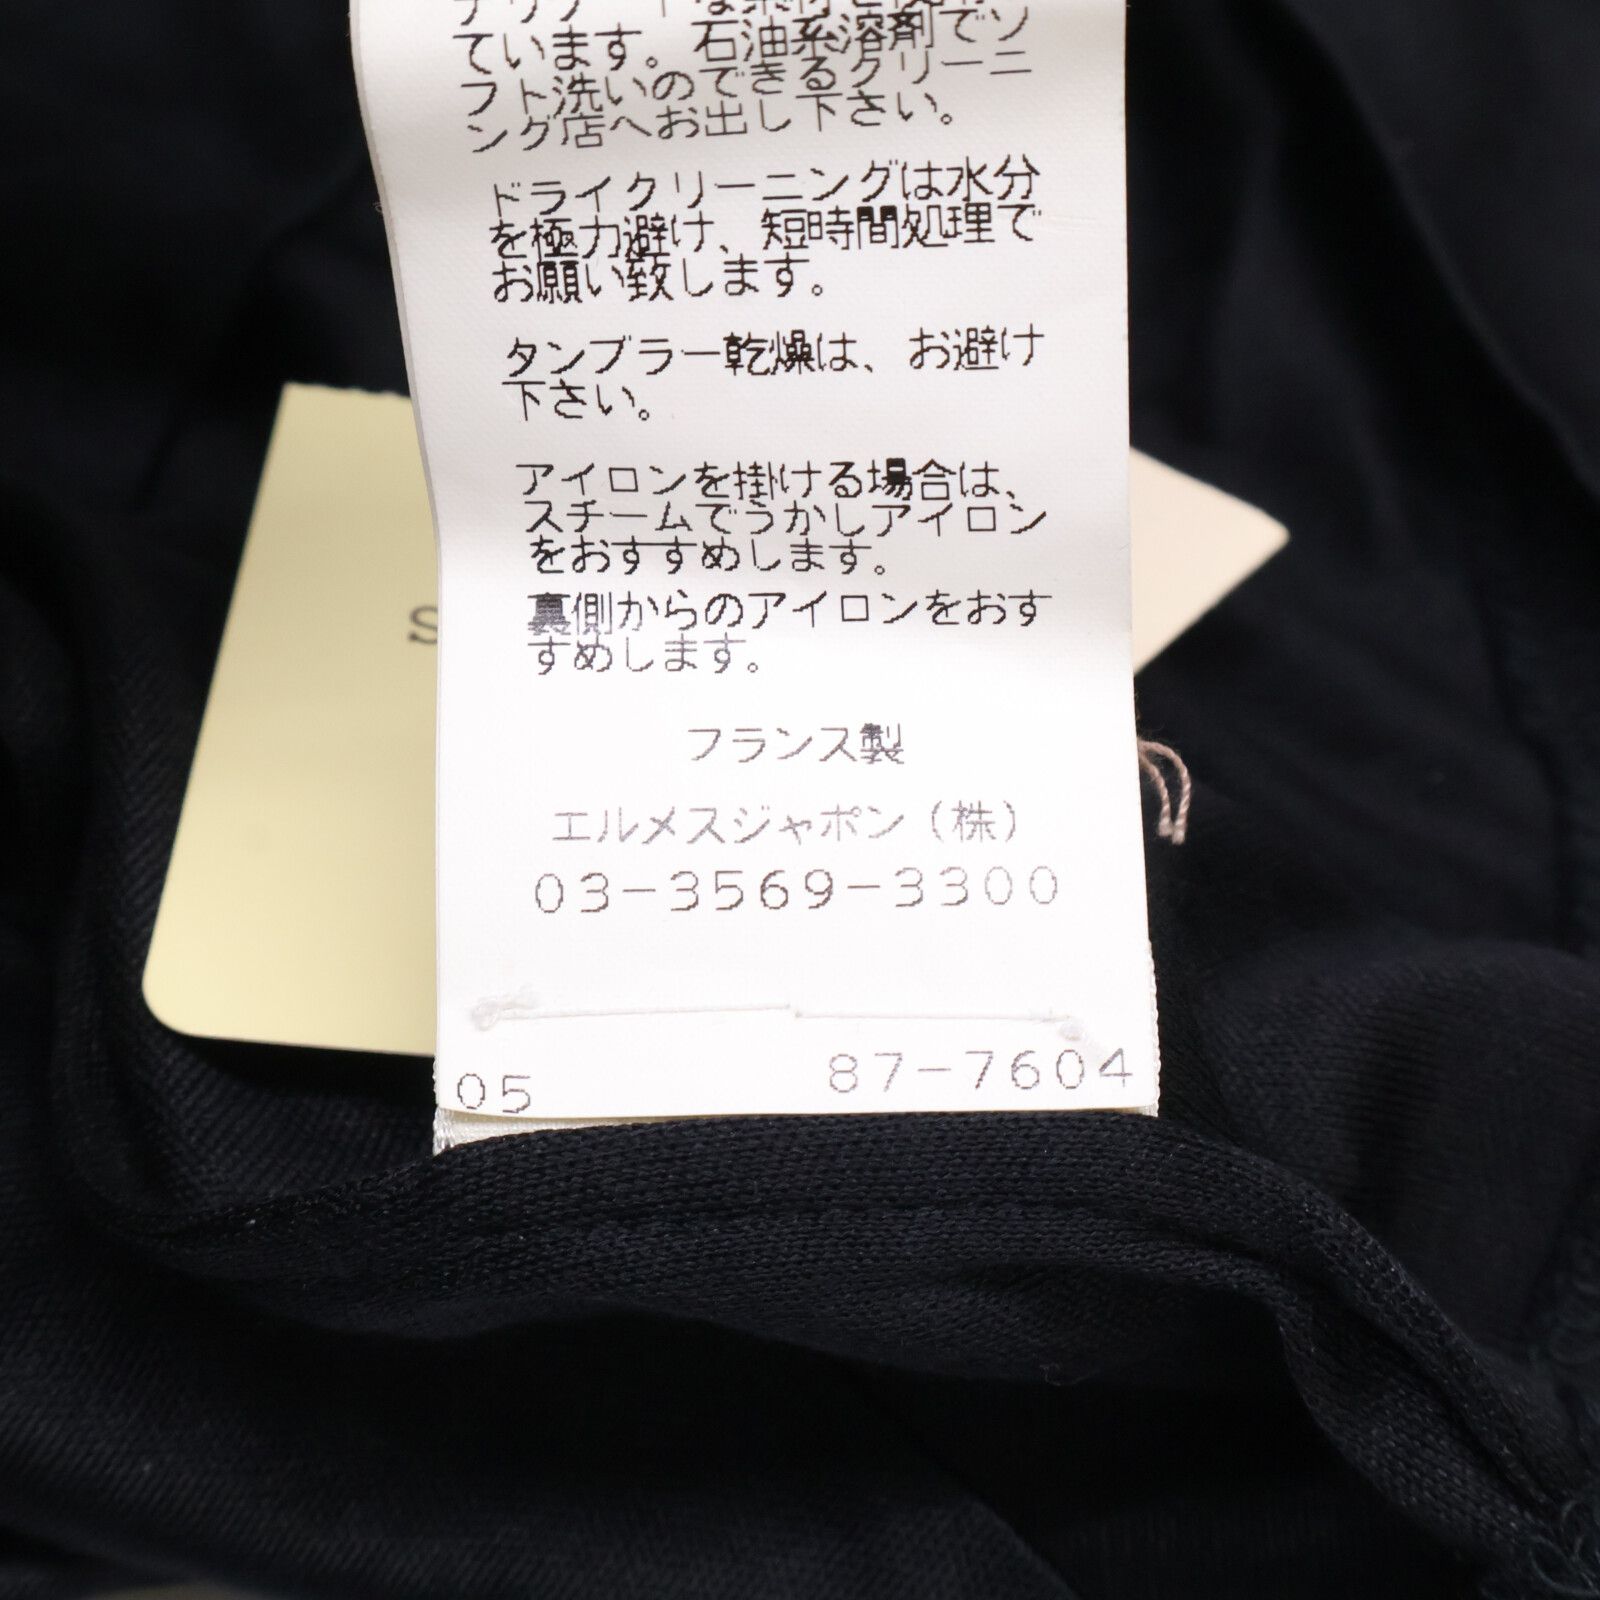 ています。石油系溶剤でソ
フト洗いのできるクリーニ
ング店へお出し下さい。
ドライクリーニングは水分
を極力避け、短時間処理で
お願い致します。
タンブラー乾燥は、お避け
下さい。
アイロンを掛ける場合は、
スチームでうかしアイロン
をおすすめします。
裏側からのアイロンをおす
すめします。
フランス製
エルメスジャポン(株)
03-3569-3300
05 87-7604
S